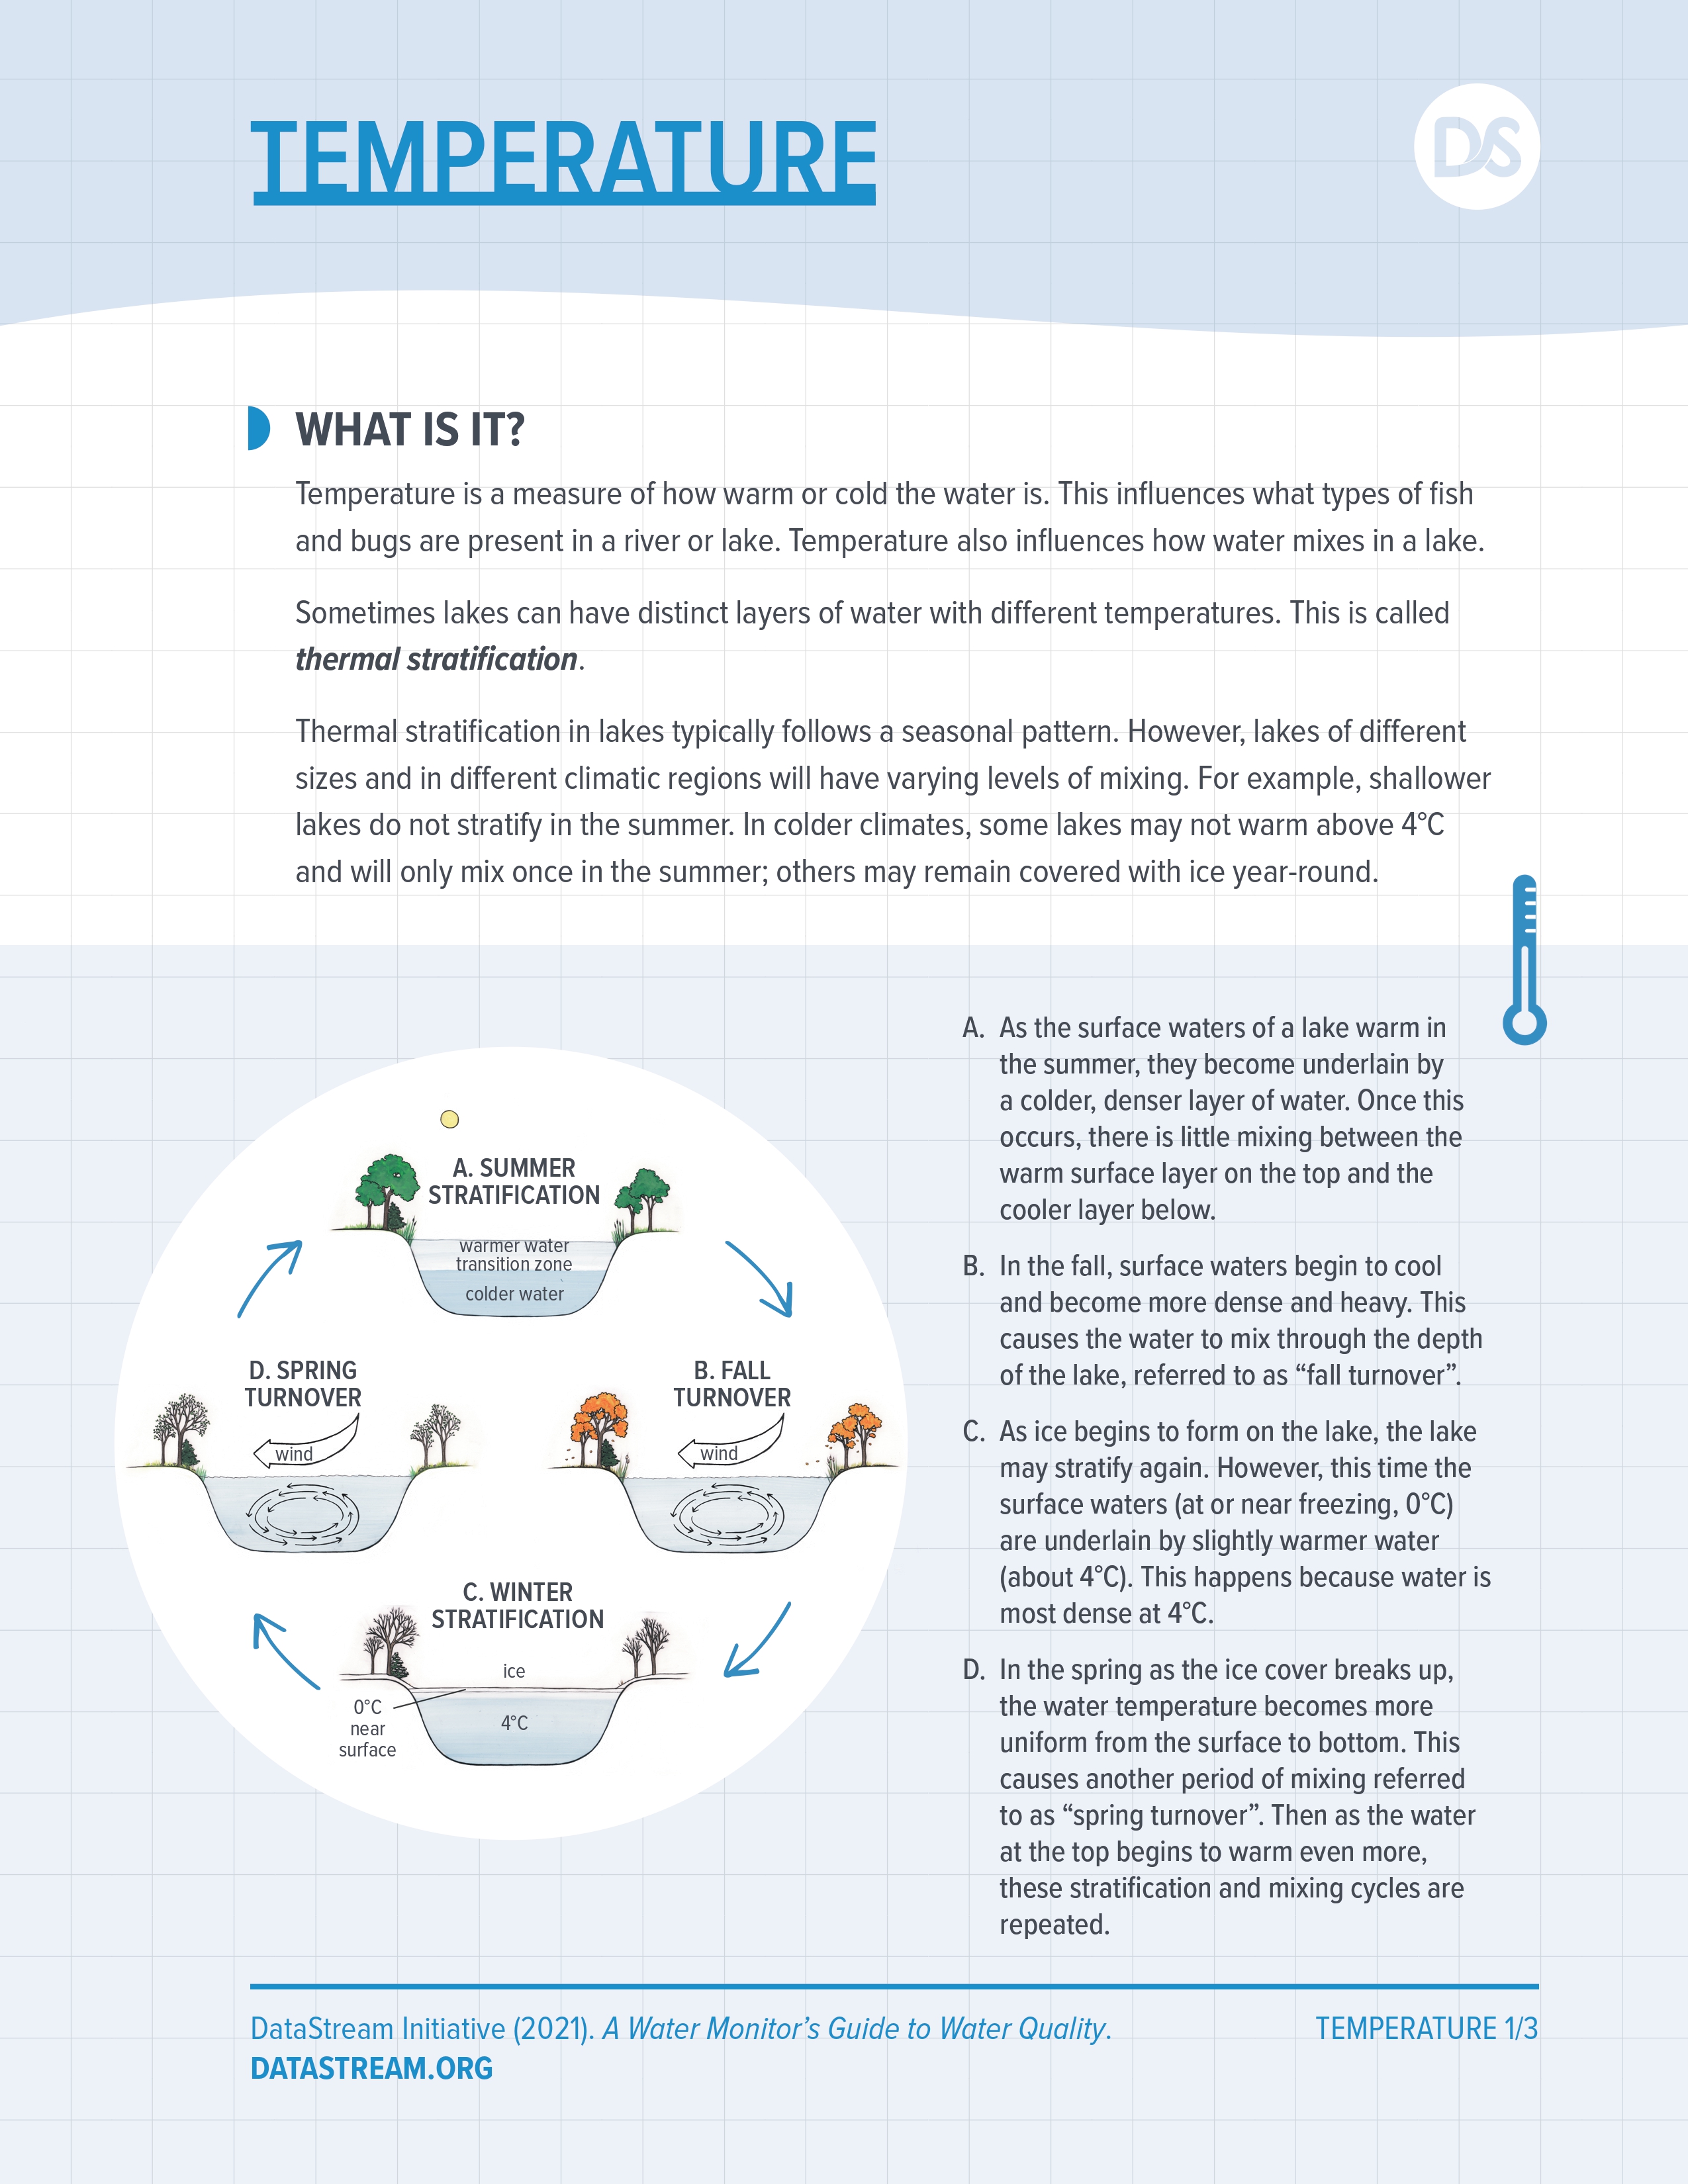 TEMPERATURE
DS
WHAT IS IT?
Temperature is a measure of how warm or cold the water is. This influences what types of fish
and bugs are present in a river or lake. Temperature also influences how water mixes in a lake.
Sometimes lakes can have distinct layers of water with different temperatures. This is called
thermal stratification.
Thermal stratification in lakes typically follows a seasonal pattern. However, lakes of different
sizes and in different climatic regions will have varying levels of mixing. For example, shallower
lakes do not stratify in the summer. In colder climates, some lakes may not warm above 4°C
and will only mix once in the summer; others may remain covered with ice year-round.
A. SUMMER
STRATIFICATION
warmer water
transition zone
colder water
D. SPRING
TURNOVER
wind
B. FALL
TURNOVER
wind
C. WINTER
STRATIFICATION
ice
0°C
near
surface
4°C
A. As the surface waters of a lake warm in
the summer, they become underlain by
a colder, denser layer of water. Once this
occurs, there is little mixing between the
warm surface layer on the top and the
cooler layer below.
B. In the fall, surface waters begin to cool
and become more dense and heavy. This
causes the water to mix through the depth
of the lake, referred to as “fall turnover”.
C. As ice begins to form on the lake, the lake
may stratify again. However, this time the
surface waters (at or near freezing, 0°C)
are underlain by slightly warmer water
(about 4°C). This happens because water is
most dense at 4°C.
D. In the spring as the ice cover breaks up,
the water temperature becomes more
uniform from the surface to bottom. This
causes another period of mixing referred
to as “spring turnover”. Then as the water
at the top begins to warm even more,
these stratification and mixing cycles are
repeated.
DataStream Initiative (2021). A Water Monitor’s Guide to Water Quality.
DATASTREAM.ORG
TEMPERATURE 1/3